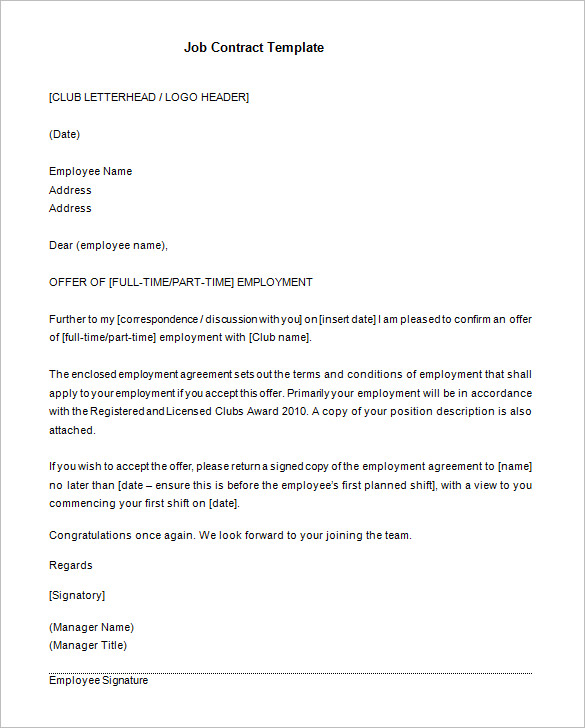 Job Contract Template
[CLUB LETTERHEAD / LOGO HEADER]
(Date)
Employee Name
Address
Address
Dear (employee name),
OFFER OF [FULL-TIME/PART-TIME] EMPLOYMENT
Further to my [correspondence / discussion with you] on [insert date] I am pleased to confirm an offer
of [full-time/part-time] employment with [Club name].
The enclosed employment agreement sets out the terms and conditions of employment that shall
apply to your employment if you accept this offer. Primarily your employment will be in accordance
with the Registered and Licensed Clubs Award 2010. A copy of your position description is also
attached.
If you wish to accept the offer, please return a signed copy of the employment agreement to [name]
no later than [date – ensure this is before the employee's first planned shift], with a view to you
commencing your first shift on [date].
Congratulations once again. We look forward to your joining the team.
Regards
[Signatory]
(Manager Name)
(Manager Title)
Employee Signature